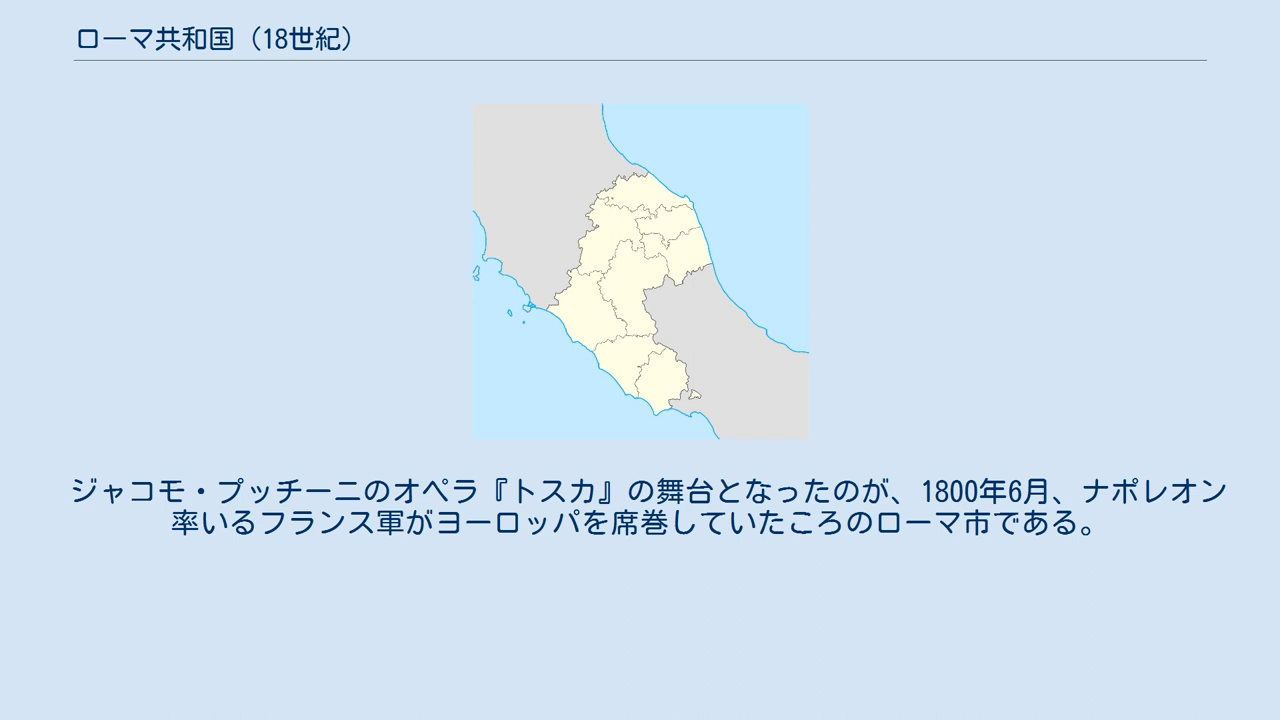 ローマ共和国（18世紀）
ジャコモ・プッチーニのオペラ『トスカ』の舞台となったのが、1800年6月、ナポレオン
率いるフランス軍がヨーロッパを席巻していたころのローマ市である。